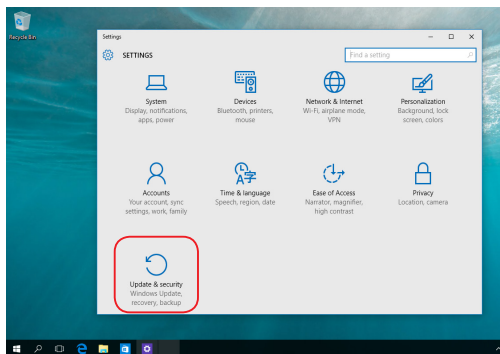 Recycle Bin
Settings
SETTINGS
Find a setting
System
Display, notifications,
apps, power
Devices
Bluetooth, printers,
mouse
Network & Internet
Wi-Fi, airplane mode,
VPN
Personalization
Background, lock
screen, colors
Accounts
Your account, sync
settings, work, family
Time & language
Speech, region, date
Ease of Access
Narrator, magnifier,
high contrast
Privacy
Location, camera
Update & security
Windows Update,
recovery, backup